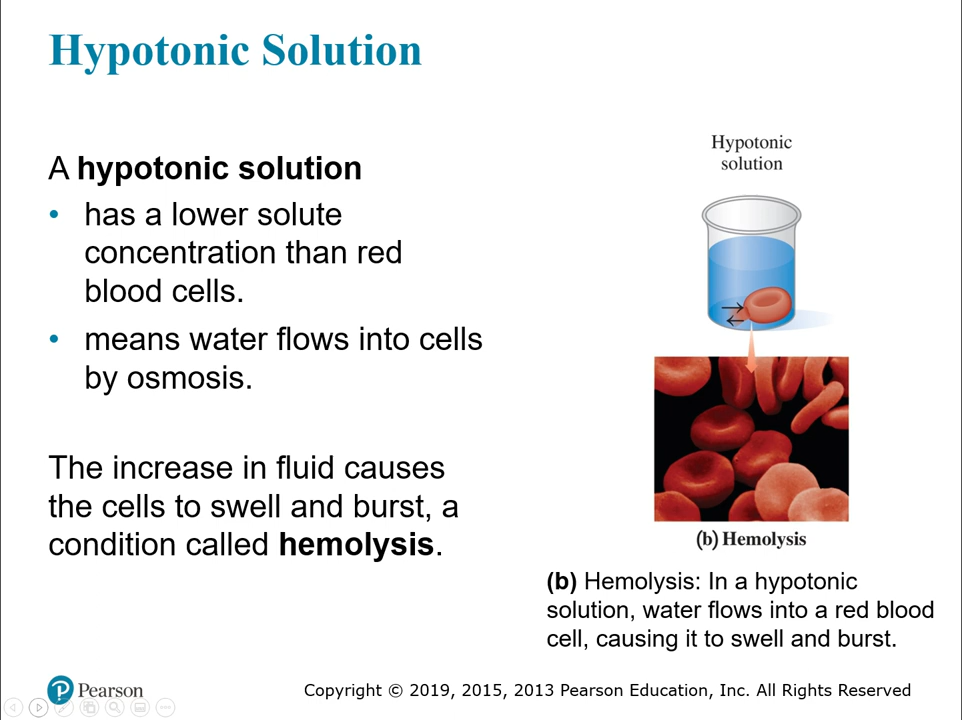 Hypotonic Solution
A hypotonic solution
• has a lower solute
concentration than red
blood cells.
• means water flows into cells
by osmosis.
The increase in fluid causes
the cells to swell and burst, a
condition called hemolysis.
Hypotonic
solution
(b) Hemolysis
(b) Hemolysis: In a hypotonic
solution, water flows into a red blood
cell, causing it to swell and burst.
P Pearson
Copyright © 2019, 2015, 2013 Pearson Education, Inc. All Rights Reserved